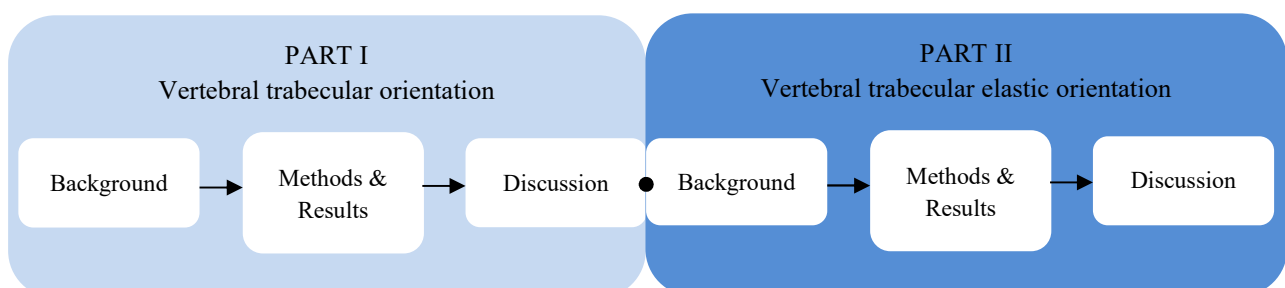 PART I
Vertebral trabecular orientation
Background
Methods &
Results
Discussion
PART II
Vertebral trabecular elastic orientation
Background
Methods &
Results
Discussion